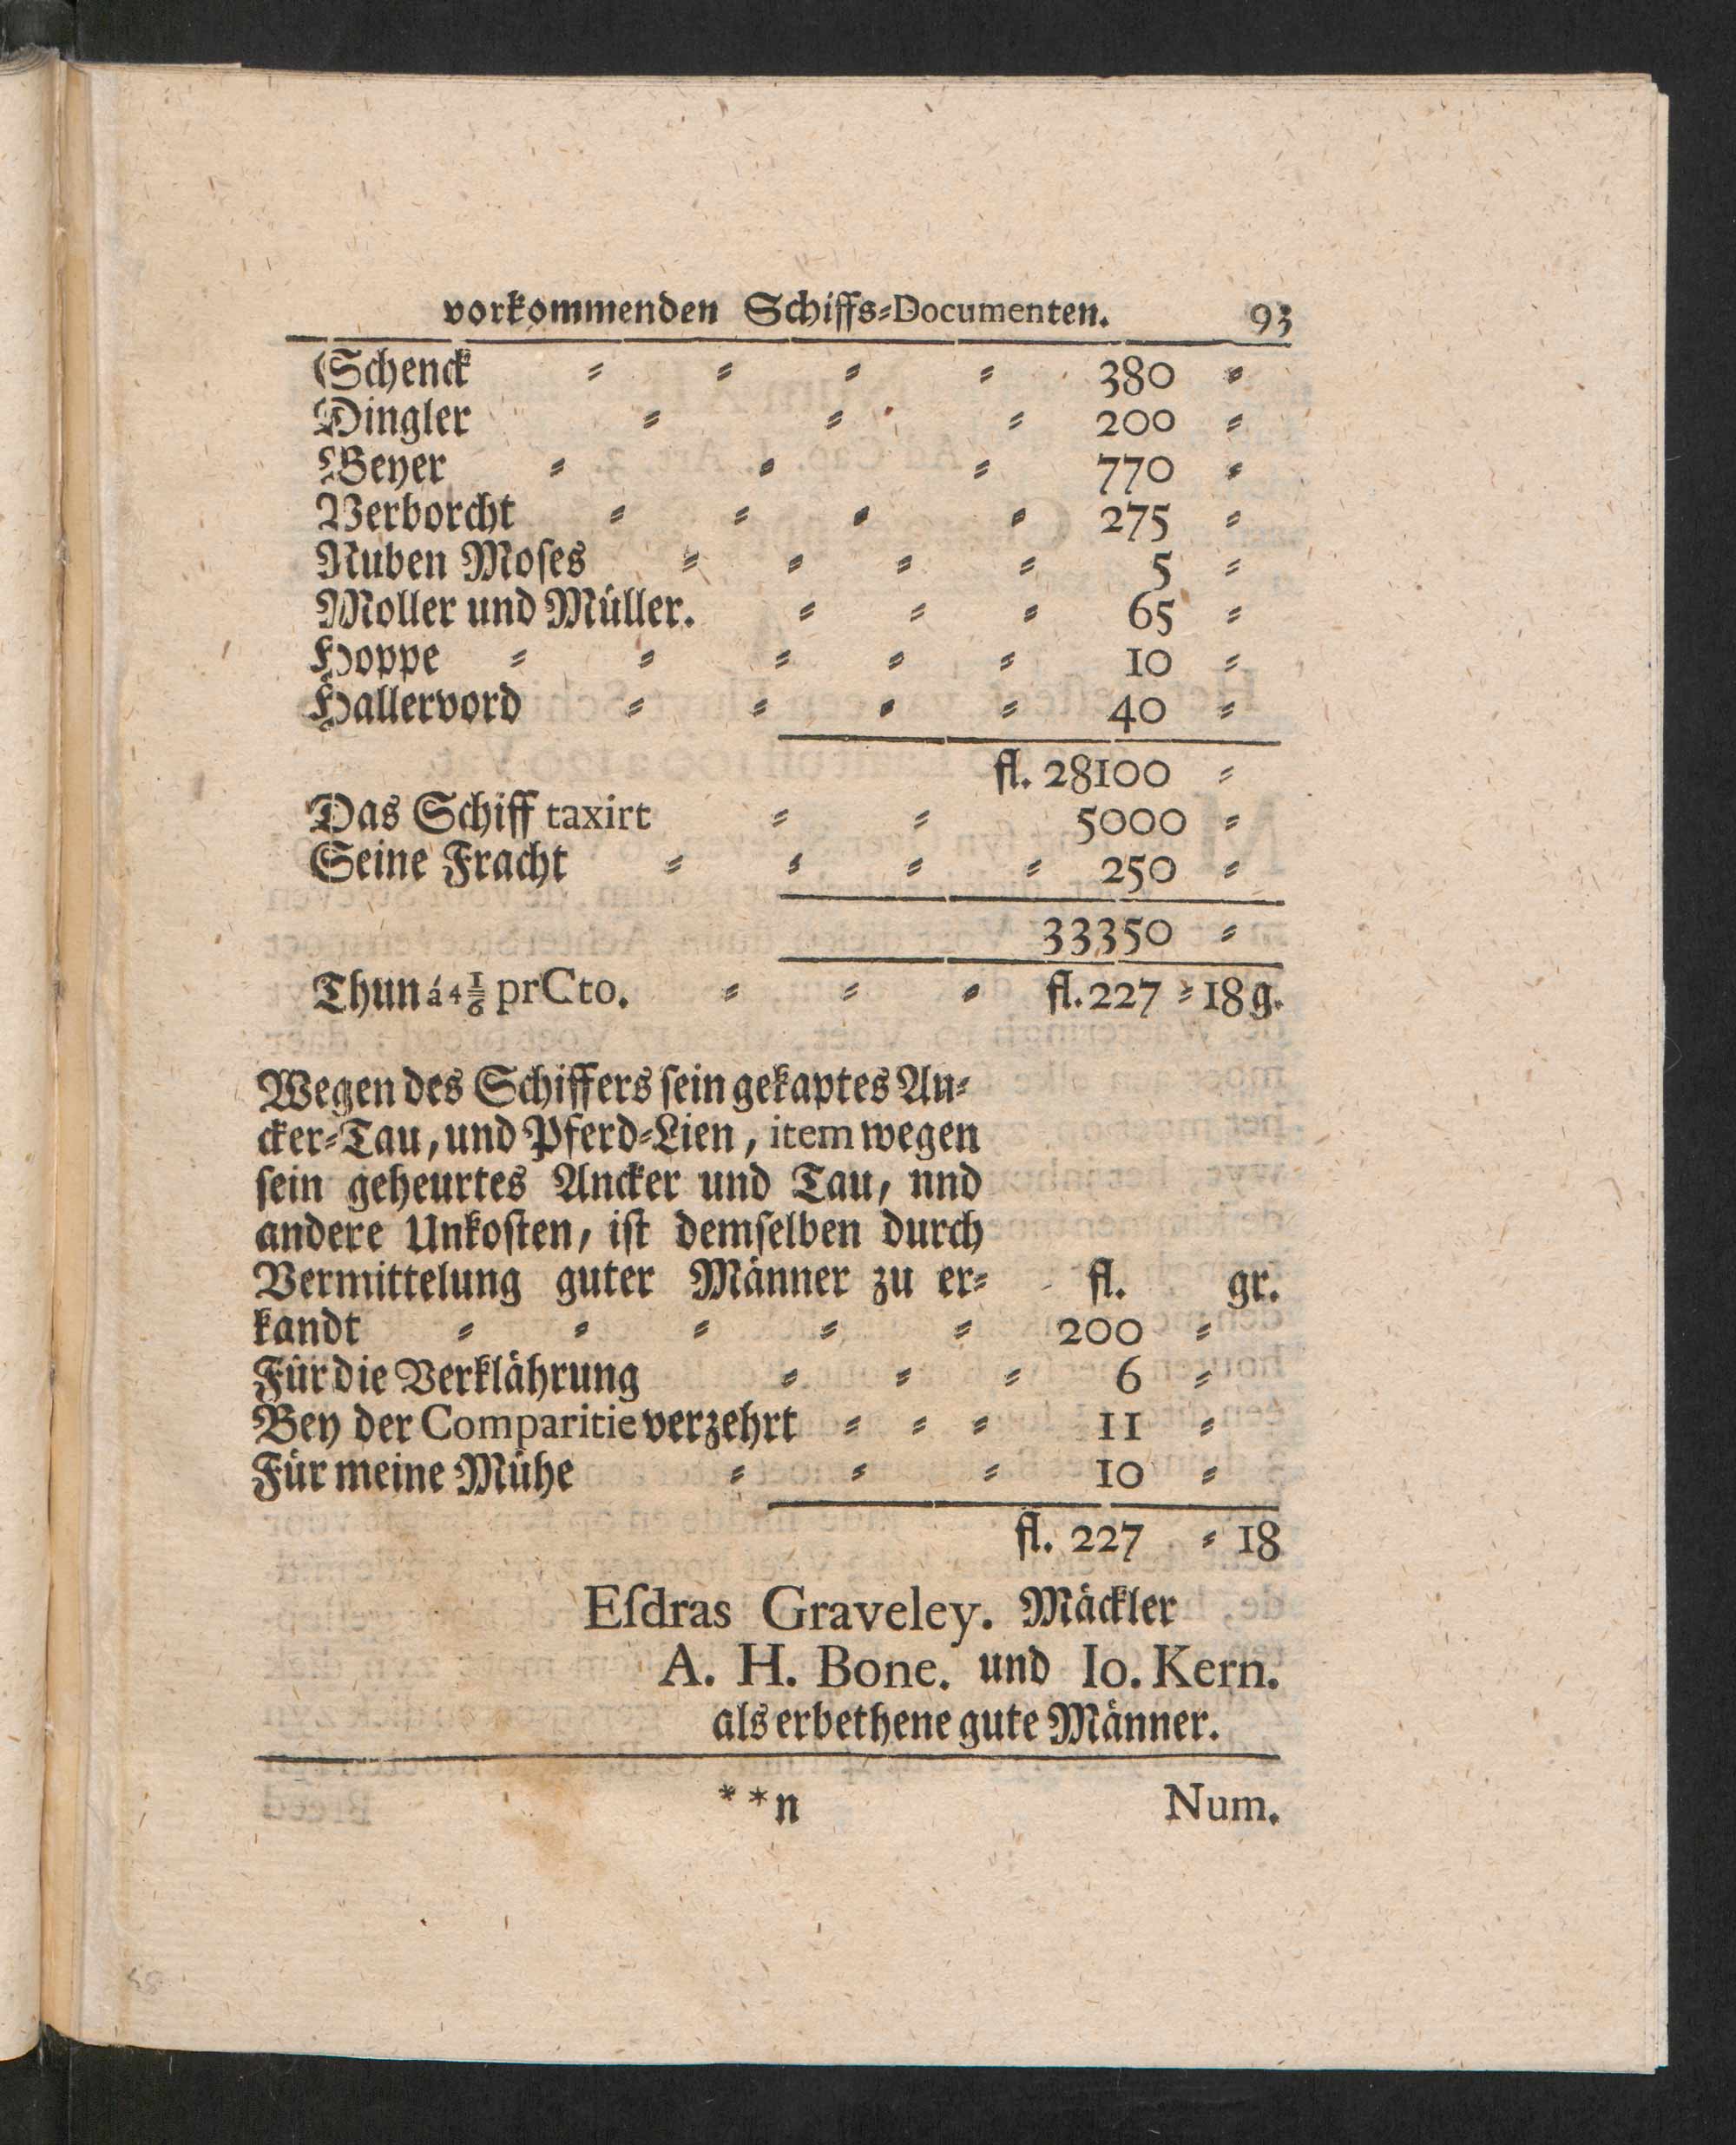 vorkommenden Schiffs⸗Documenten. 93
Schenck ⸗ ⸗ ⸗ ⸗ 380 ⸗
Dingler ⸗ ⸗ ⸗ 200 ⸗
Beyer ⸗ ⸗ ⸗ 770 ⸗
Verborcht ⸗ ⸗ ⸗ ⸗ 275 ⸗
Ruben Moſes ⸗ ⸗ ⸗ ⸗ 5 ⸗
Moller und Müller. ⸗ ⸗ ⸗ 65 ⸗
Hoppe ⸗ ⸗ ⸗ ⸗ ⸗ 10 ⸗
Hallervord ⸗ ⸗ ⸗ ⸗ 40 ⸗
fl. 28100 ⸗
Das Schiff taxirt ⸗ ⸗ 5000 ⸗
Seine Fracht ⸗ ⸗ ⸗ ⸗ 250 ⸗
33350 ⸗
Thun á 4 1/6 prCto. ⸗ ⸗ ⸗ fl. 227 ⸗ 18 g.
Wegen des Schiffers ſein gekaptes An⸗
cker⸗Tau, und Pferd⸗Lien, item wegen
ſein geheurtes Ancker und Tau, nnd
andere Unkoſten, iſt demſelben durch
Vermittelung guter Männer zu er⸗ fl. gr.
kandt ⸗ ⸗ ⸗ ⸗ ⸗ 200 ⸗
Für die Verklährung ⸗ ⸗ ⸗ 6 ⸗
Bey der Comparitie verzehrt ⸗ ⸗ ⸗ 11 ⸗
Für meine Mühe ⸗ ⸗ ⸗ 10 ⸗
fl. 227 ⸗ 18
Eſdras Graveley. Mäckler
A. H. Bone. und Io. Kern.
als erbethene gute Männer.
**n Num.